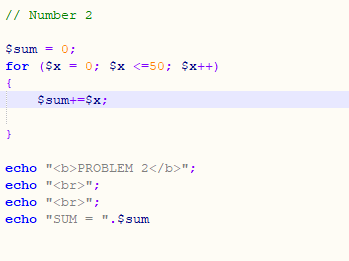 // Number 2
$sum = 0;
for ($x = 0; $x <=50; $x++)
{
$sum+=$x;
}
echo "<b>PROBLEM 2</b>";
echo "<br>";
echo "<br>";
echo "SUM = ".$sum